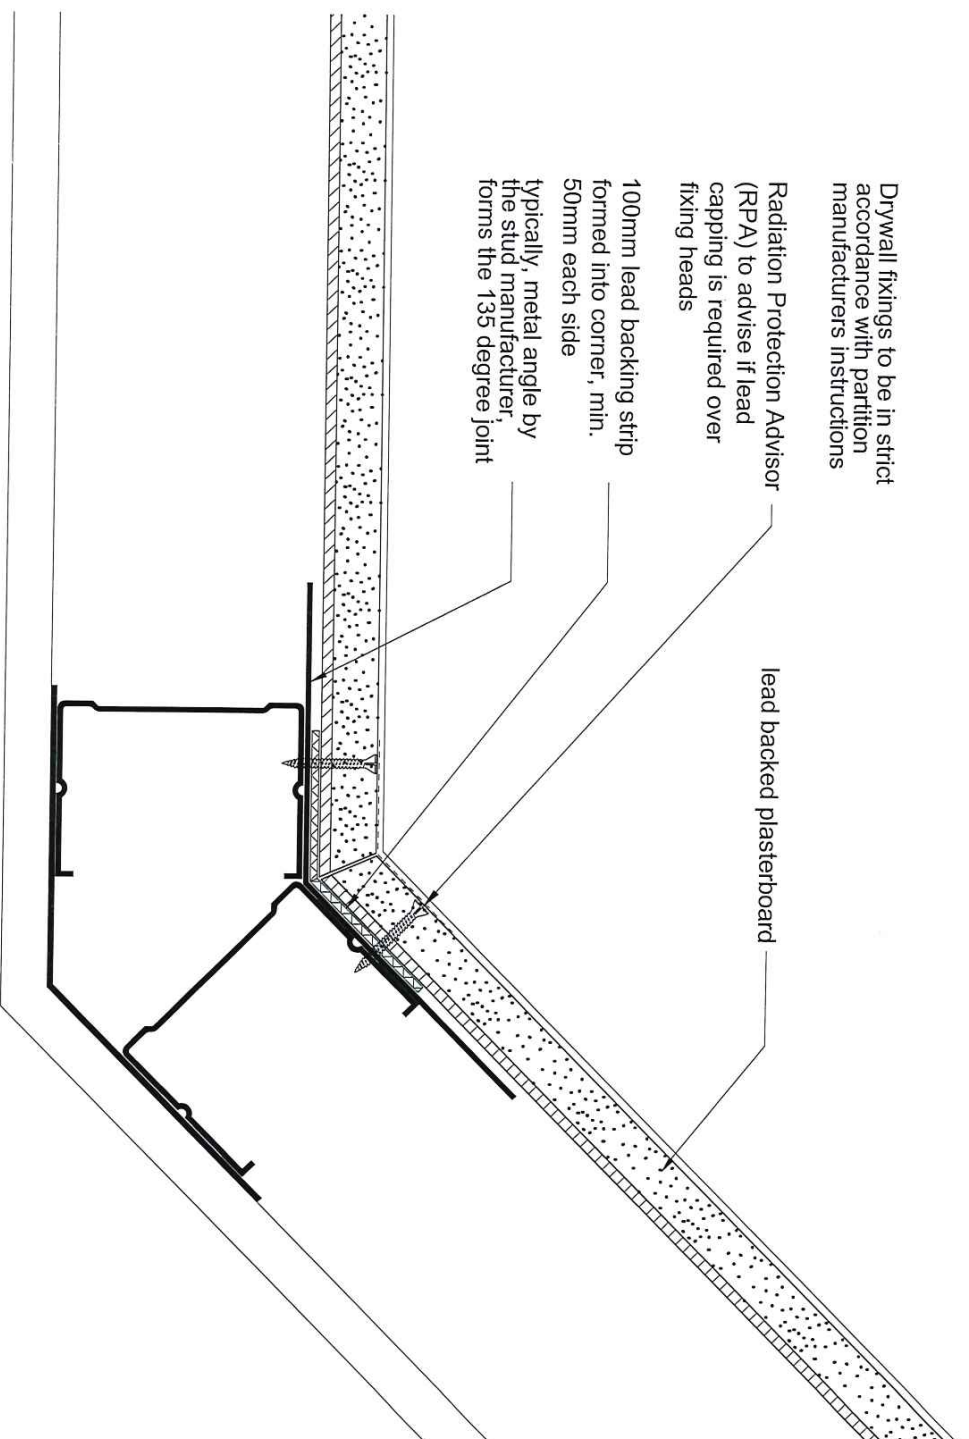 Drywall fixings to be in strict
accordance with partition
manufacturers instructions
Radiation Protection Advisor
(RPA) to advise if lead
capping is required over
fixing heads
100mm lead backing strip
formed into corner, min.
50mm each side
typically, metal angle by
the stud manufacturer,
forms the 135 degree joint
lead backed plasterboard